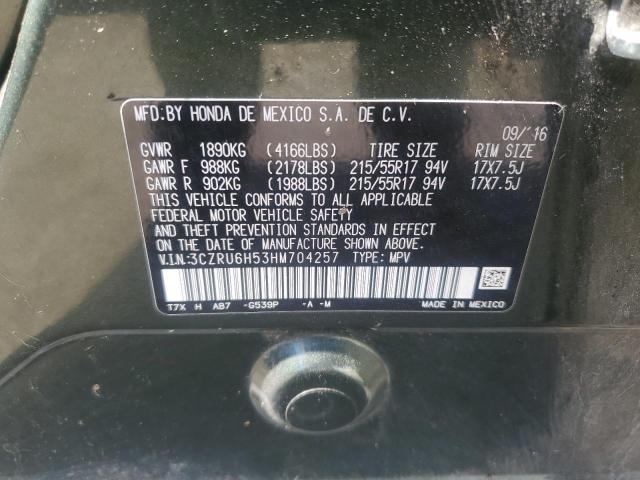 MFD:BY HONDA DE MEXICO S.A. DE C.V.
09/'16
GVWR 1890KG (4166LBS) TIRE SIZE RIM SIZE
GAWR F 988KG (2178LBS) 215/55R17 94V 17X7.5J
GAWR R 902KG (1988LBS) 215/55R17 94V 17X7.5J
THIS VEHICLE CONFORMS TO ALL APPLICABLE
FEDERAL MOTOR VEHICLE SAFETY
AND THEFT PREVENTION STANDARDS IN EFFECT
ON THE DATE OF MANUFACTURE SHOWN ABOVE.
V.I.N:3CZRU6H53HM704257 TYPE: MPV
T7X H AB7 -G539P -A -M MADE IN MEXICO